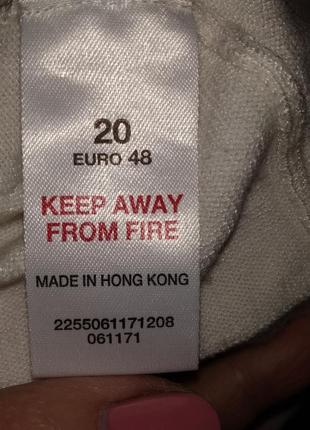 20
EURO 48
KEEP AWAY
FROM FIRE
MADE IN HONG KONG
2255061171208
061171